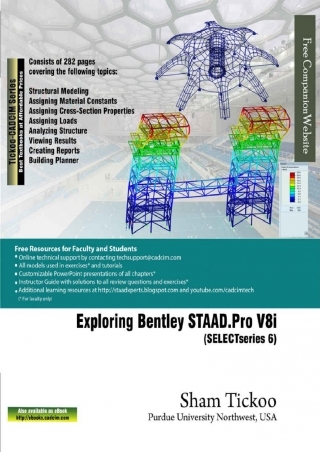 Consists of 282 pages
covering the following topics:
Structural Modeling
Assigning Material Constants
Assigning Cross-Section Properties
Assigning Loads
Analyzing Structure
Viewing Results
Creating Reports
Building Planner
Tickoo-CADCIM Series
Best Textbooks at Affordable Prices
Free Companion Website
Free Resources for Faculty and Students
* Online technical support by contacting techsupport@cadcim.com
* All models used in exercises* and tutorials
* Customizable PowerPoint presentations of all chapters*
* Instructor Guide with solutions to all review questions and exercises*
* Additional learning resources at http://staadxperts.blogspot.com and youtube.com/cadcimtech
(* For faculty only)
Exploring Bentley STAAD.Pro V8i
(SELECTseries 6)
Sham Tickoo
Purdue University Northwest, USA
Also available as eBook
http://ebooks.cadcim.com